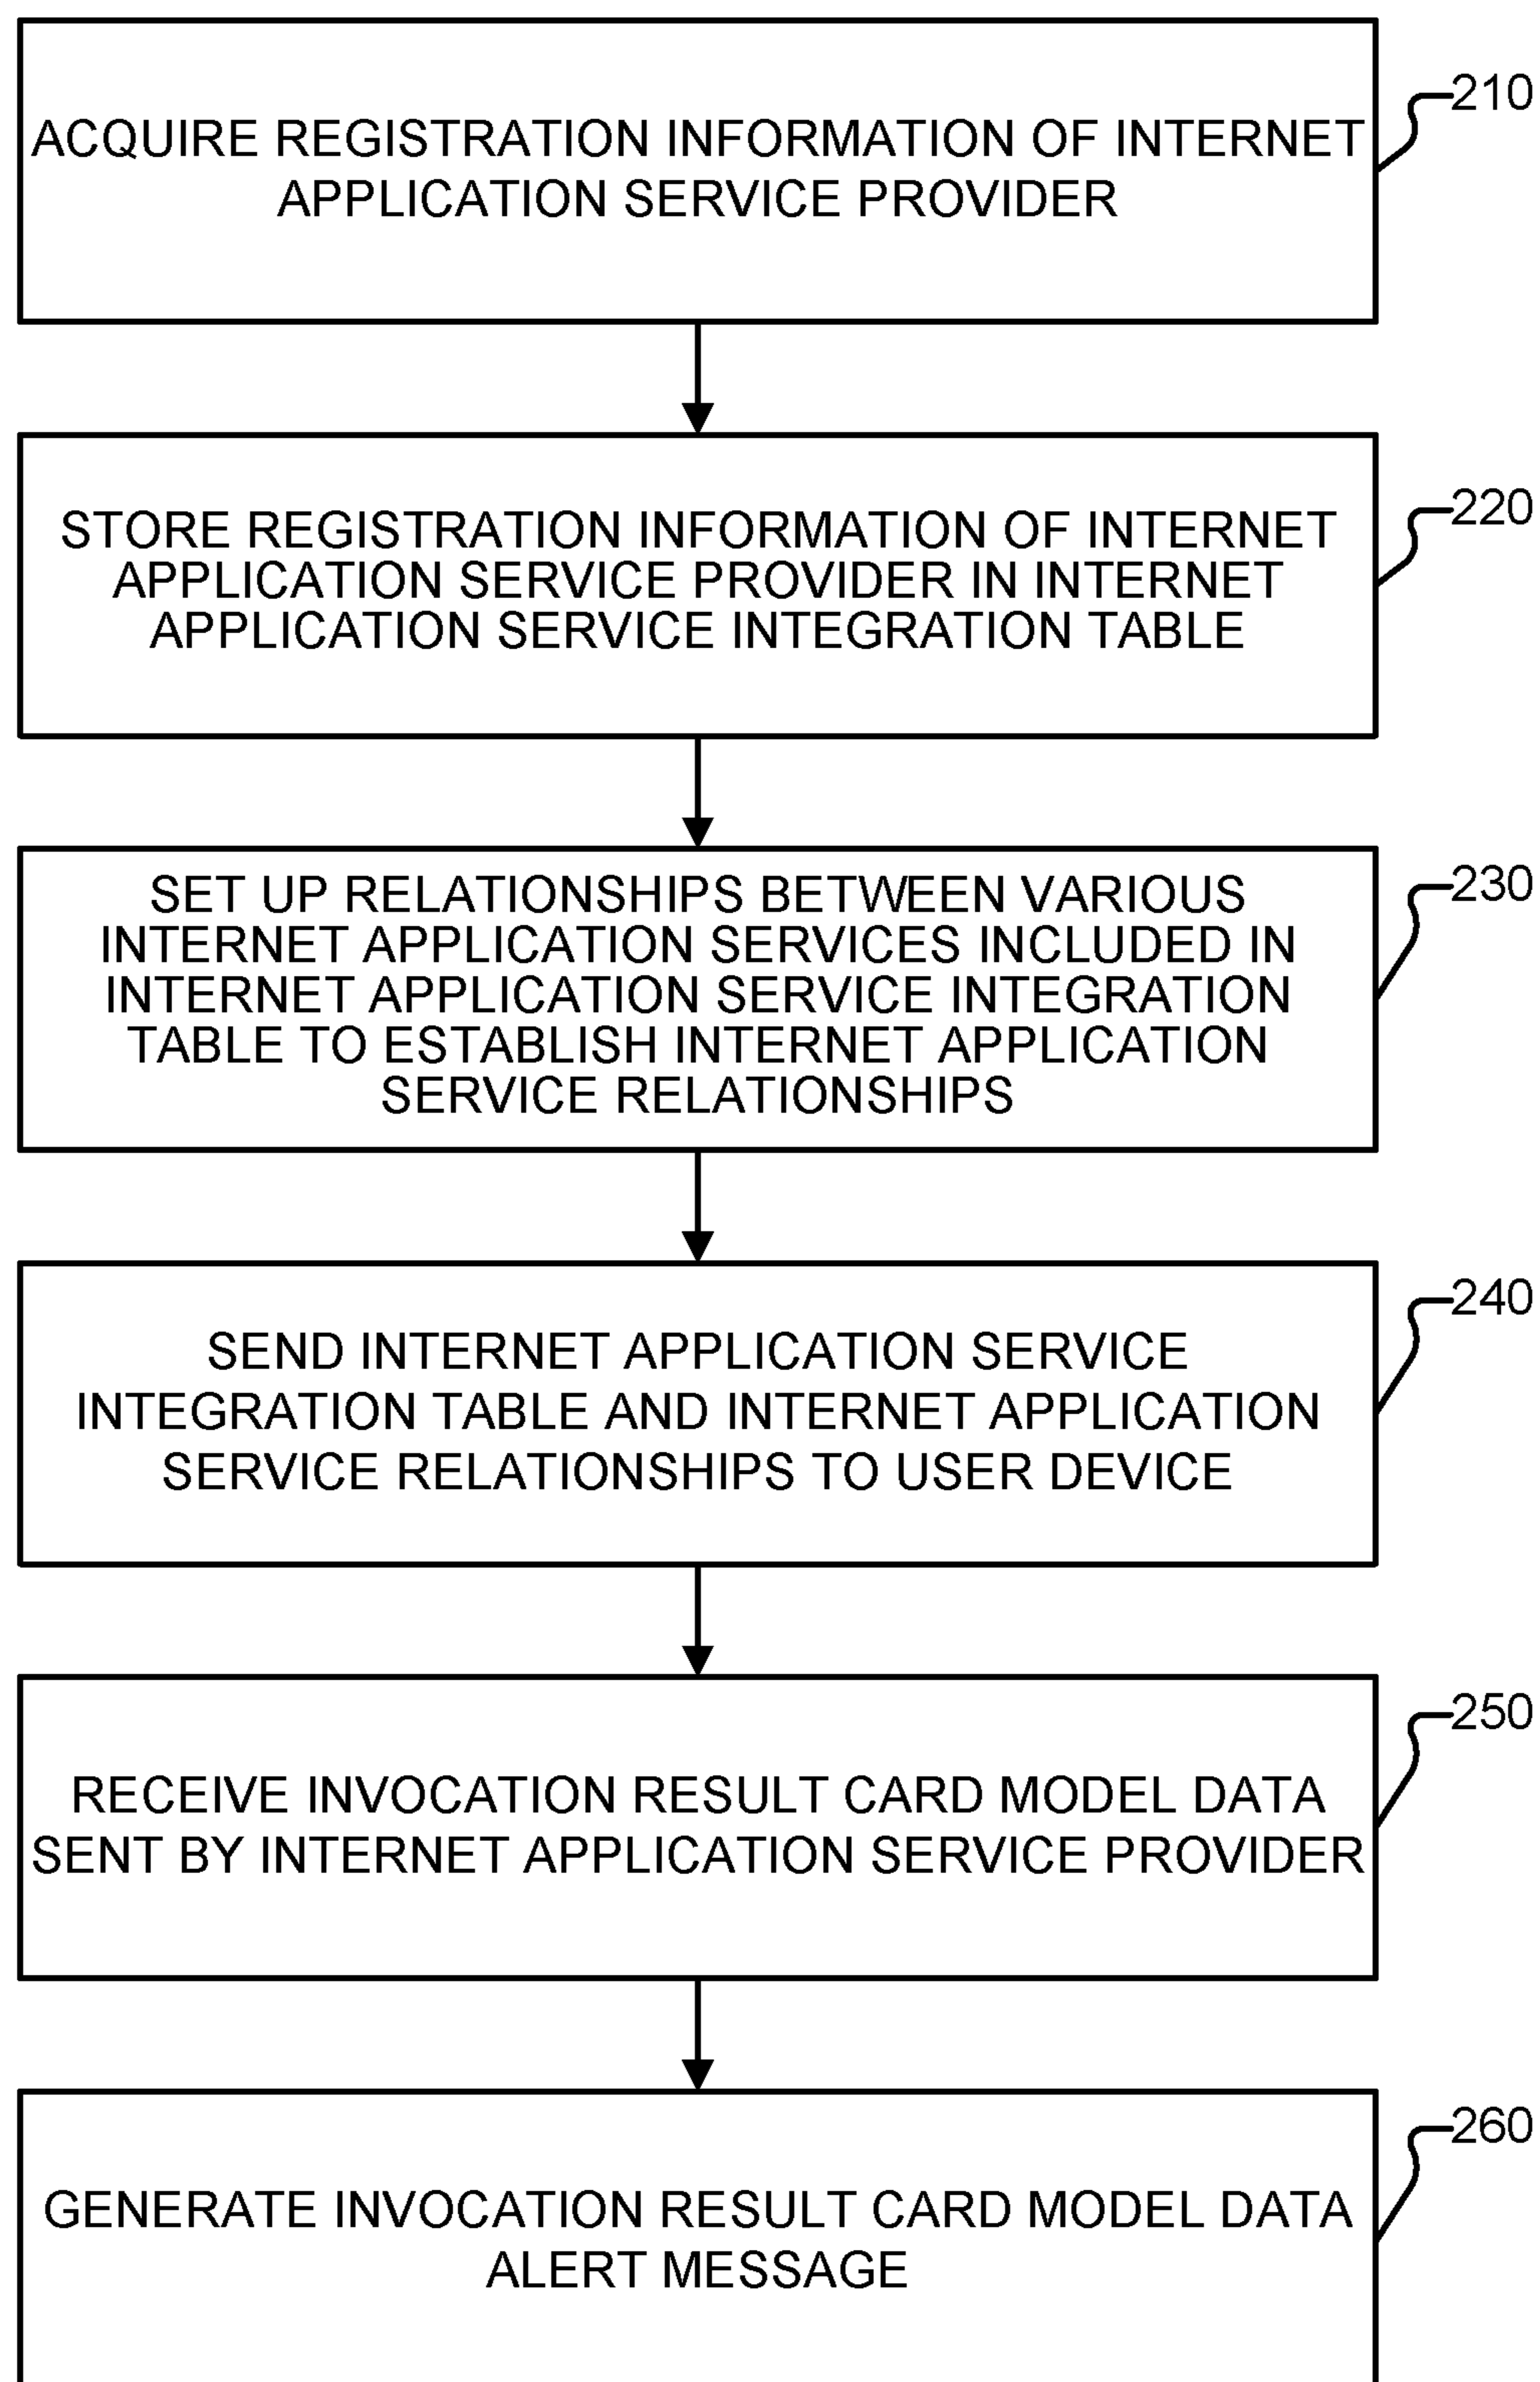 ACQUIRE REGISTRATION INFORMATION OF INTERNET
APPLICATION SERVICE PROVIDER
210
STORE REGISTRATION INFORMATION OF INTERNET
APPLICATION SERVICE PROVIDER IN INTERNET
APPLICATION SERVICE INTEGRATION TABLE
220
SET UP RELATIONSHIPS BETWEEN VARIOUS
INTERNET APPLICATION SERVICES INCLUDED IN
INTERNET APPLICATION SERVICE INTEGRATION
TABLE TO ESTABLISH INTERNET APPLICATION
SERVICE RELATIONSHIPS
230
SEND INTERNET APPLICATION SERVICE
INTEGRATION TABLE AND INTERNET APPLICATION
SERVICE RELATIONSHIPS TO USER DEVICE
240
RECEIVE INVOCATION RESULT CARD MODEL DATA
SENT BY INTERNET APPLICATION SERVICE PROVIDER
250
GENERATE INVOCATION RESULT CARD MODEL DATA
ALERT MESSAGE
260